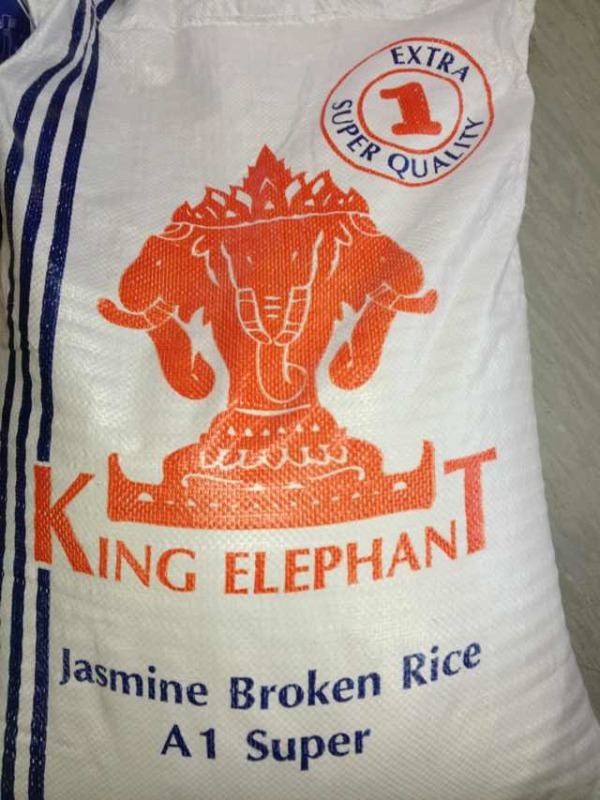 EXTRA
1
SUPER QUALITY
KING ELEPHANT
Jasmine Broken Rice
A1 Super